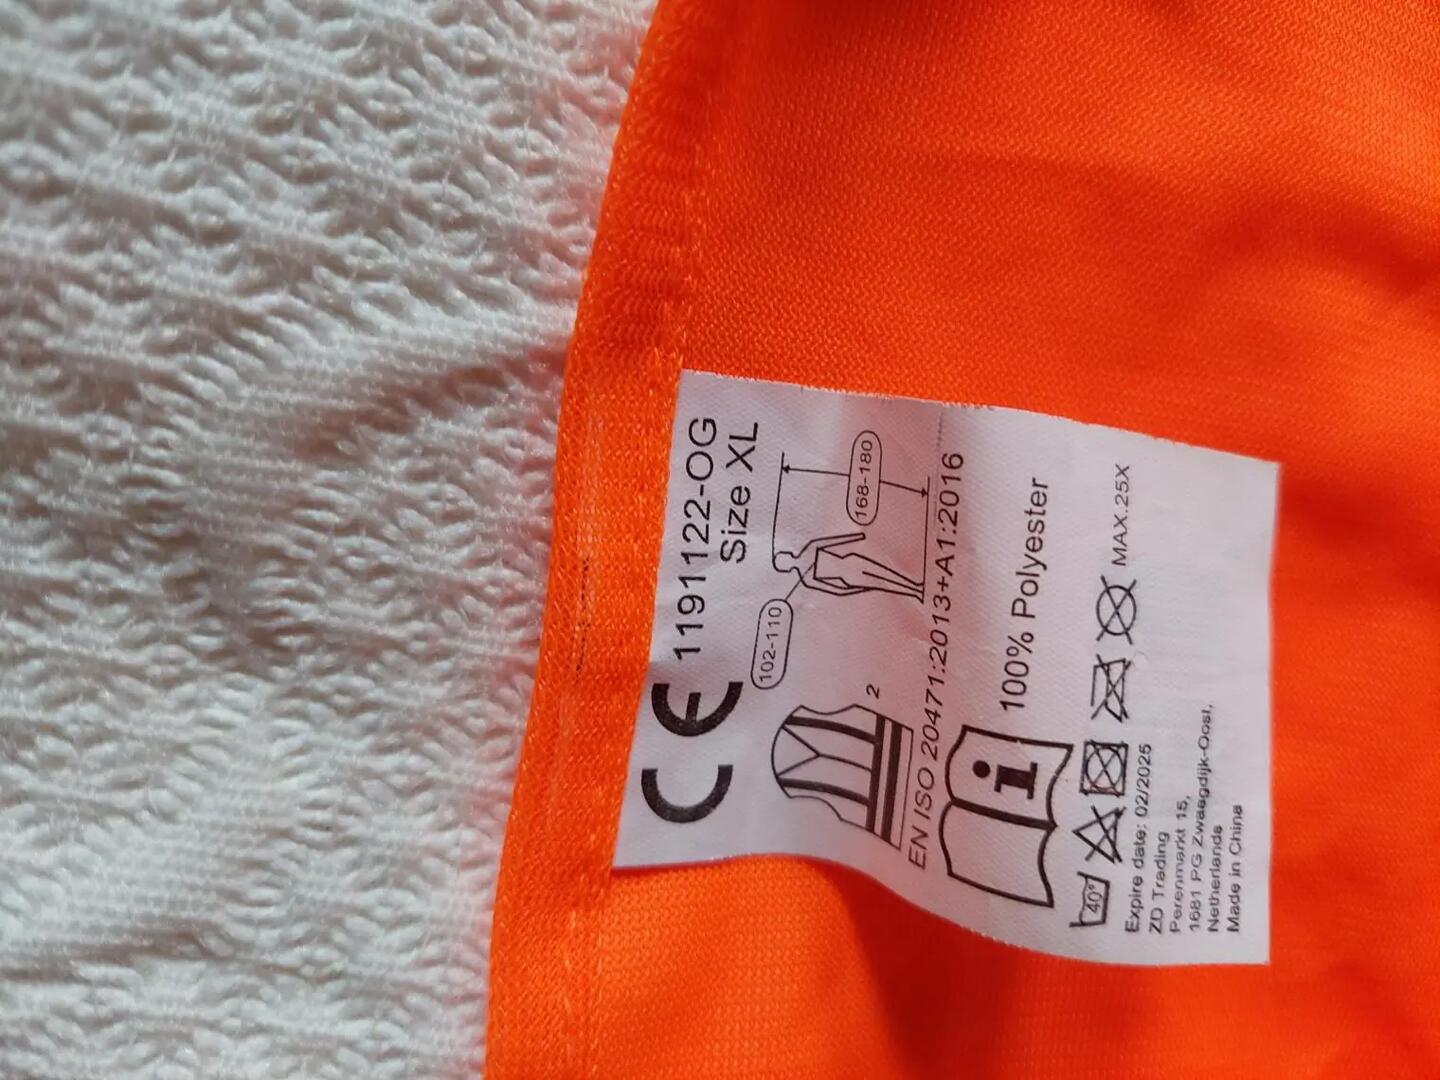 CE 1191122-OG
Size XL
102-110
168-180
2
EN ISO 20471:2013+A1:2016
i 100% Polyester
40° MAX.25X
Expire date: 02/2025
ZD Trading
Perenmarkt 15,
1681 PG Zwaagdijk-Oost,
Netherlands
Made in China